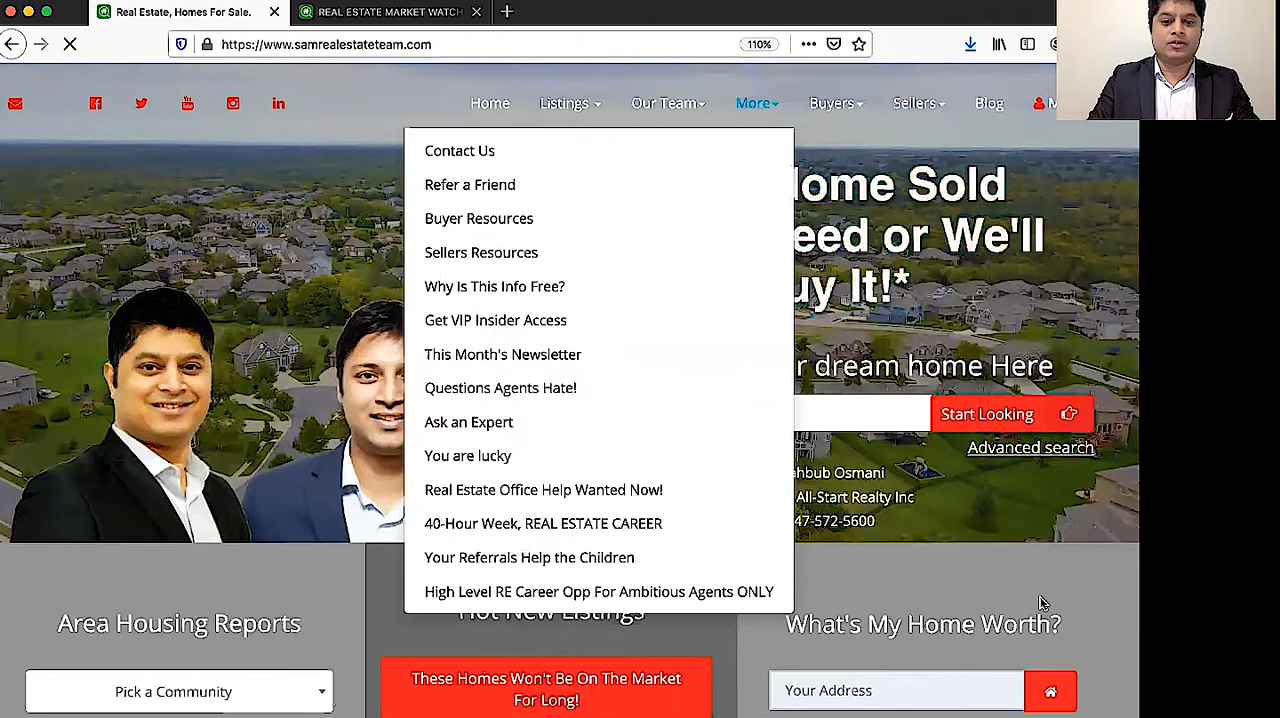 Real Estate, Homes For Sale.
REAL ESTATE MARKET WATCH
https://www.samrealestateteam.com
110%
Home
Listings
Our Team
More
Buyers
Sellers
Blog
Contact Us
Refer a Friend
Buyer Resources
Sellers Resources
Why Is This Info Free?
Get VIP Insider Access
This Month's Newsletter
Questions Agents Hate!
Ask an Expert
You are lucky
Real Estate Office Help Wanted Now!
40-Hour Week, REAL ESTATE CAREER
Your Referrals Help the Children
High Level RE Career Opp For Ambitious Agents ONLY
Home Sold
or We'll
It!*
dream home Here
Start Looking
Advanced search
Osmani
All-Start Realty Inc
47-572-5600
Area Housing Reports
Pick a Community
Hot New Listings
These Homes Won't Be On The Market
For Long!
What's My Home Worth?
Your Address